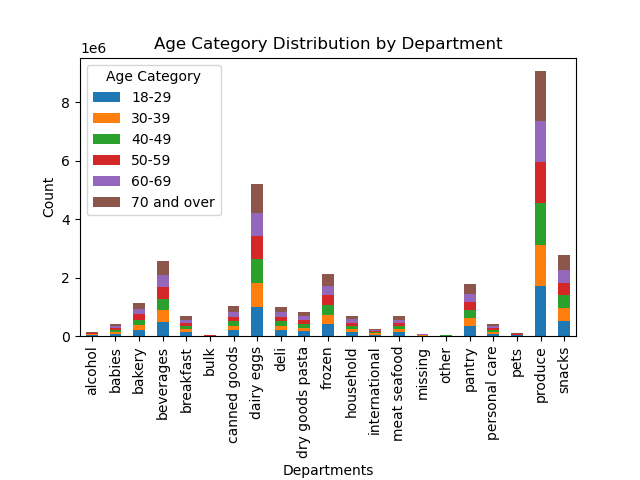 Age Category Distribution by Department
1e6
Age Category
18-29
30-39
40-49
50-59
60-69
70 and over
Count
8
6
4
2
0
alcohol
babies
bakery
beverages
breakfast
bulk
canned goods
dairy eggs
deli
dry goods pasta
frozen
household
international
meat seafood
missing
other
pantry
personal care
pets
produce
snacks
Departments